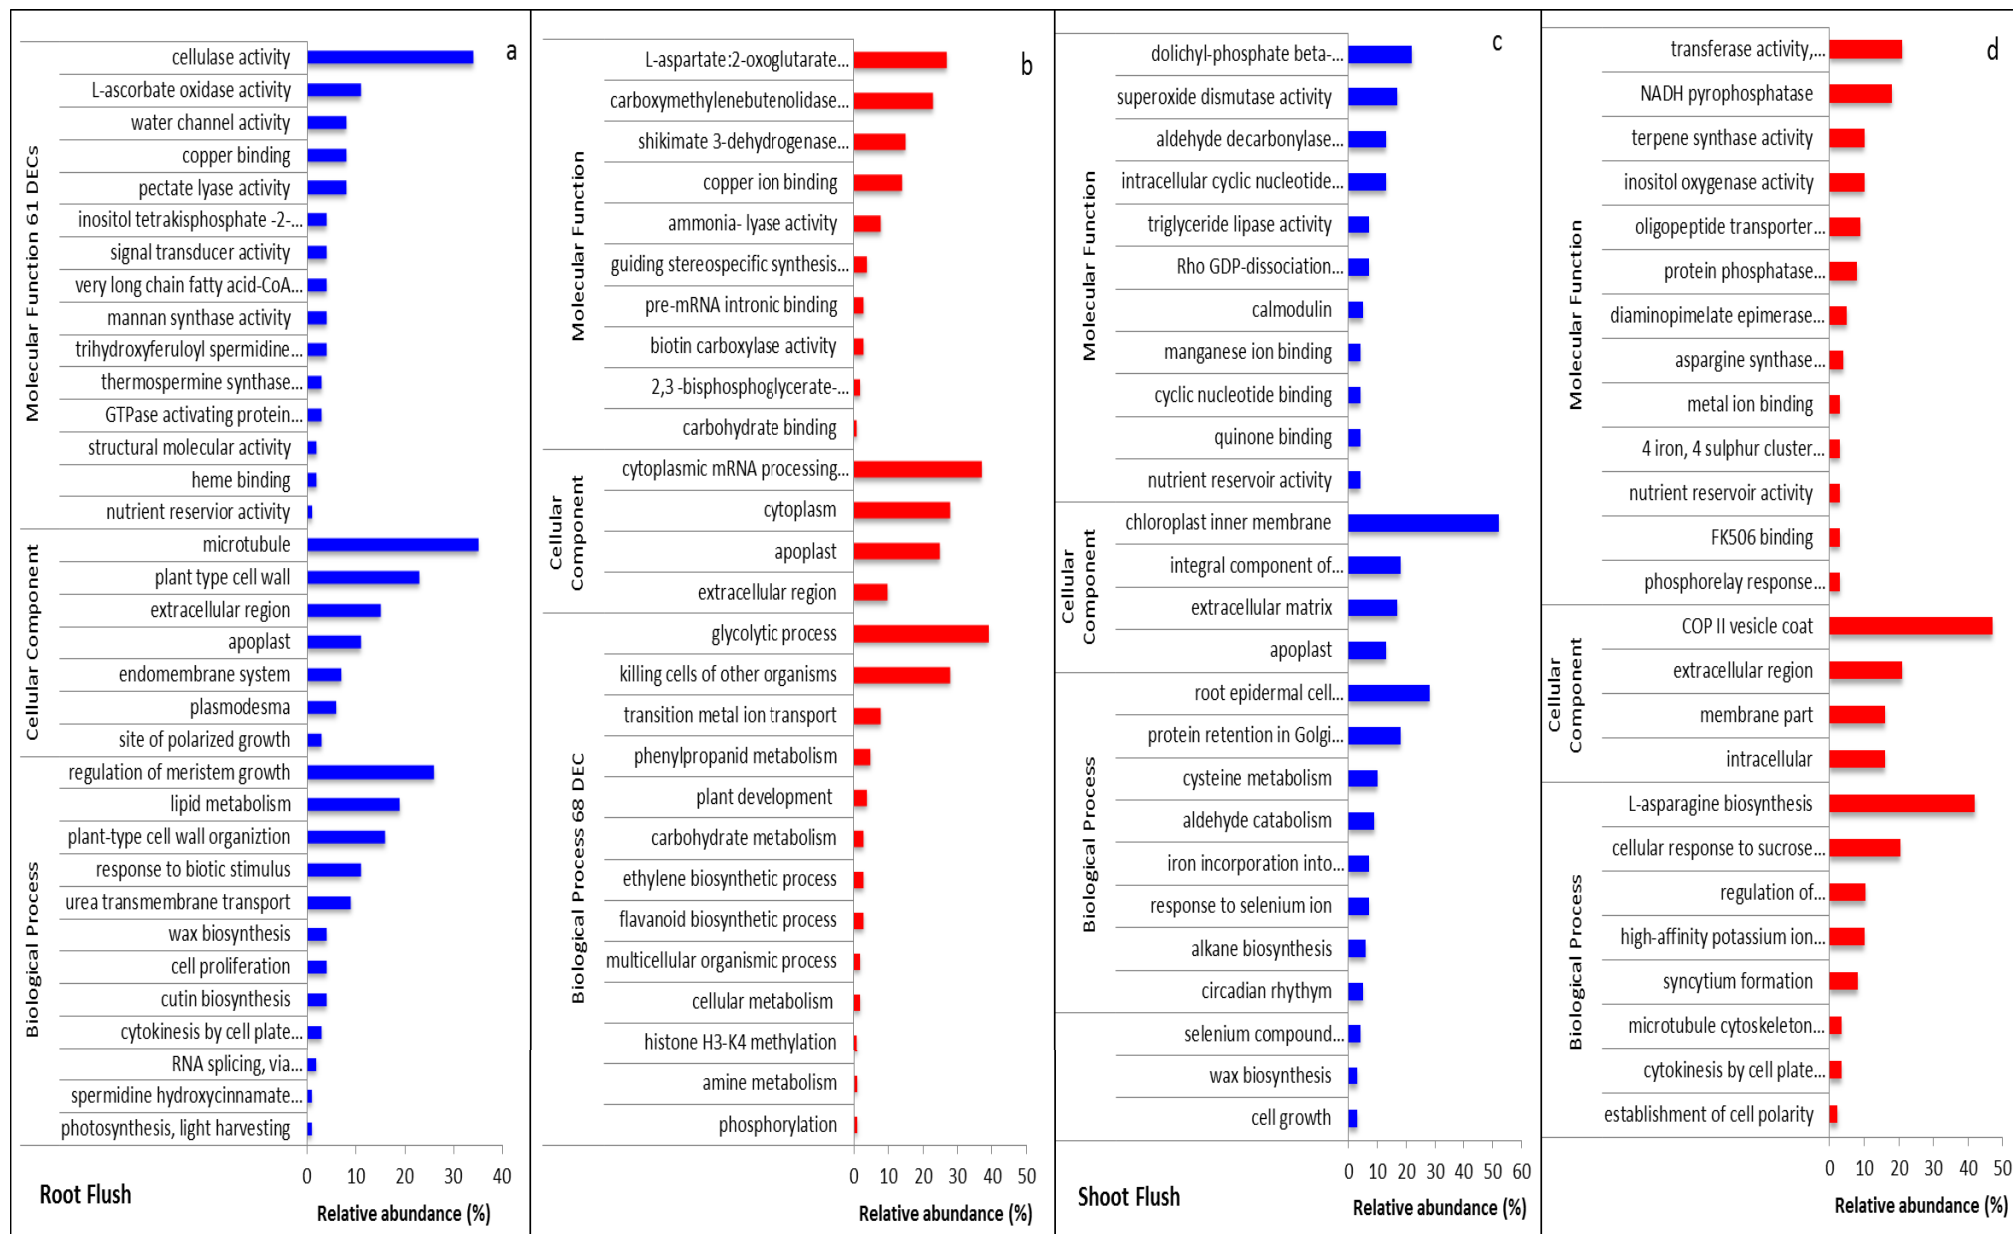 a
Molecular Function 61 DECs
cellulase activity
L-ascorbate oxidase activity
water channel activity
copper binding
pectate lyase activity
inositol tetrakisphosphate -2-...
signal transducer activity
very long chain fatty acid-CoA...
mannan synthase activity
trihydroxyferuloyl spermidine...
thermospermine synthase...
GTPase activating protein...
structural molecular activity
heme binding
nutrient reservior activity
Cellular Component
microtubule
plant type cell wall
extracellular region
apoplast
endomembrane system
plasmodesma
site of polarized growth
Biological Process
regulation of meristem growth
lipid metabolism
plant-type cell wall organiztion
response to biotic stimulus
urea transmembrane transport
wax biosynthesis
cell proliferation
cutin biosynthesis
cytokinesis by cell plate...
RNA splicing, via...
spermidine hydroxycinnamate...
photosynthesis, light harvesting
0 10 20 30 40
Root Flush
Relative abundance (%)
b
Molecular Function
L-aspartate:2-oxoglutarate...
carboxymethylenebutenolidase...
shikimate 3-dehydrogenase...
copper ion binding
ammonia- lyase activity
guiding stereospecific synthesis...
pre-mRNA intronic binding
biotin carboxylase activity
2,3 -bisphosphoglycerate-...
carbohydrate binding
Cellular
Component
cytoplasmic mRNA processing...
cytoplasm
apoplast
extracellular region
Biological Process 68 DEC
glycolytic process
killing cells of other organisms
transition metal ion transport
phenylpropanid metabolism
plant development
carbohydrate metabolism
ethylene biosynthetic process
flavanoid biosynthetic process
multicellular organismic process
cellular metabolism
histone H3-K4 methylation
amine metabolism
phosphorylation
0 10 20 30 40 50
Relative abundance (%)
c
Molecular Function
dolichyl-phosphate beta-...
superoxide dismutase activity
aldehyde decarbonylase...
intracellular cyclic nucleotide...
triglyceride lipase activity
Rho GDP-dissociation...
calmodulin
manganese ion binding
cyclic nucleotide binding
quinone binding
nutrient reservoir activity
Cellular
Component
chloroplast inner membrane
integral component of...
extracellular matrix
apoplast
Biological Process
root epidermal cell...
protein retention in Golgi...
cysteine metabolism
aldehyde catabolism
iron incorporation into...
response to selenium ion
alkane biosynthesis
circadian rhythym
selenium compound...
wax biosynthesis
cell growth
0 10 20 30 40 50 60
Shoot Flush
Relative abundance (%)
d
Molecular Function
transferase activity,...
NADH pyrophosphatase
terpene synthase activity
inositol oxygenase activity
oligopeptide transporter...
protein phosphatase...
diaminopimelate epimerase...
aspargine synthase...
metal ion binding
4 iron, 4 sulphur cluster...
nutrient reservoir activity
FK506 binding
phosphorelay response...
Cellular
Component
COP II vesicle coat
extracellular region
membrane part
intracellular
Biological Process
L-asparagine biosynthesis
cellular response to sucrose...
regulation of...
high-affinity potassium ion...
syncytium formation
microtubule cytoskeleton...
cytokinesis by cell plate...
establishment of cell polarity
0 10 20 30 40 50
Relative abundance (%)